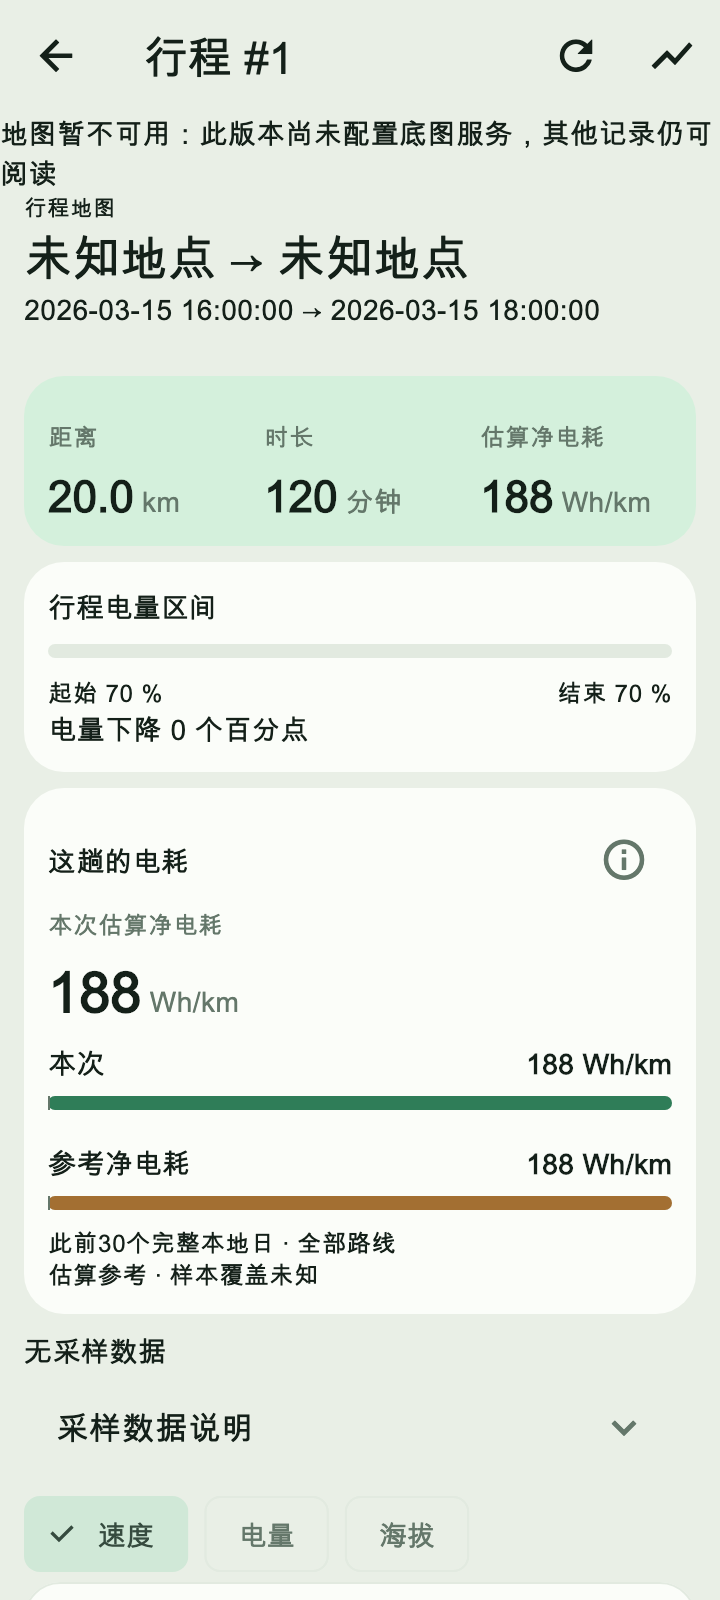 行程 #1
地图暂不可用：此版本尚未配置底图服务，其他记录仍可
阅读
行程地图
未知地点 → 未知地点
2026-03-15 16:00:00 → 2026-03-15 18:00:00
距离 时长 估算净电耗
20.0 km 120 分钟 188 Wh/km
行程电量区间
起始 70 % 结束 70 %
电量下降 0 个百分点
这趟的电耗
本次估算净电耗
188 Wh/km
本次 188 Wh/km
参考净电耗 188 Wh/km
此前30个完整本地日 · 全部路线
估算参考 · 样本覆盖未知
无采样数据
采样数据说明
速度 电量 海拔